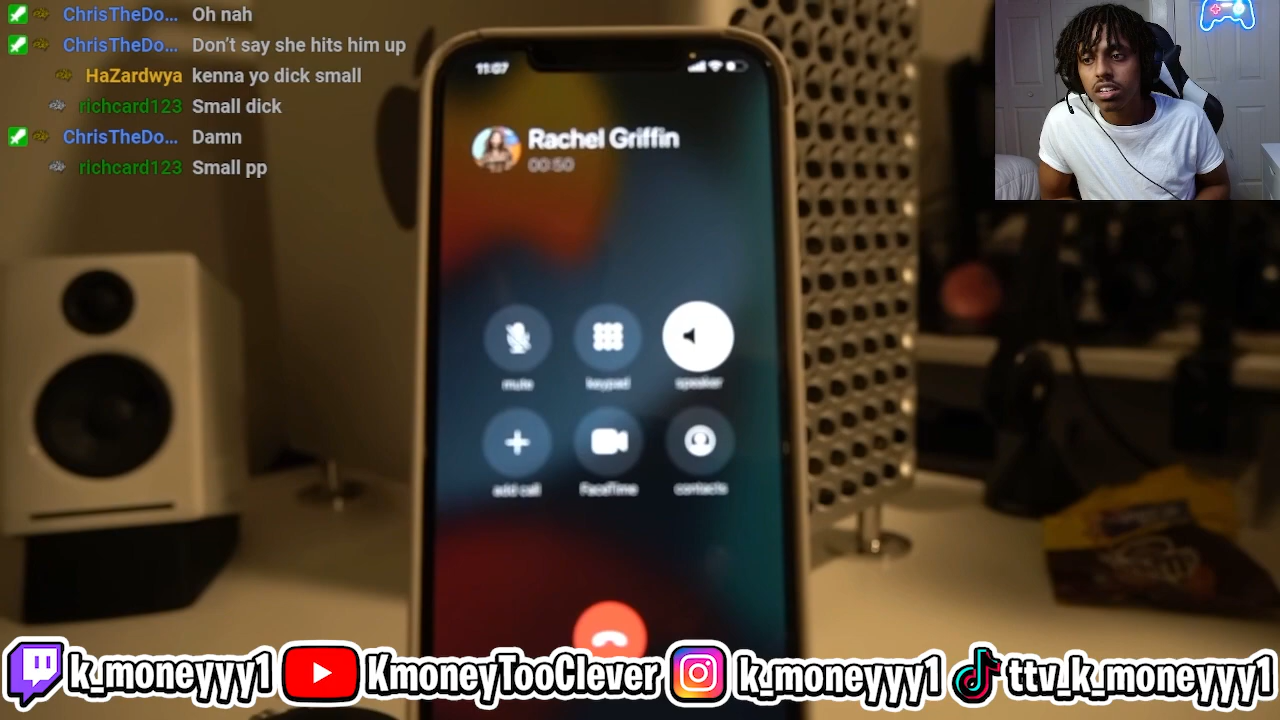 ChrisTheDo... Oh nah
ChrisTheDo... Don't say she hits him up
HaZardwya kenna yo dick small
richcard123 Small dick
ChrisTheDo... Damn
richcard123 Small pp
11:07
Rachel Griffin
00:50
mute keypad speaker
add call FaceTime contacts
k_moneyyy1 KmoneyTooClever k_moneyyy1 ttv_k_moneyyy1